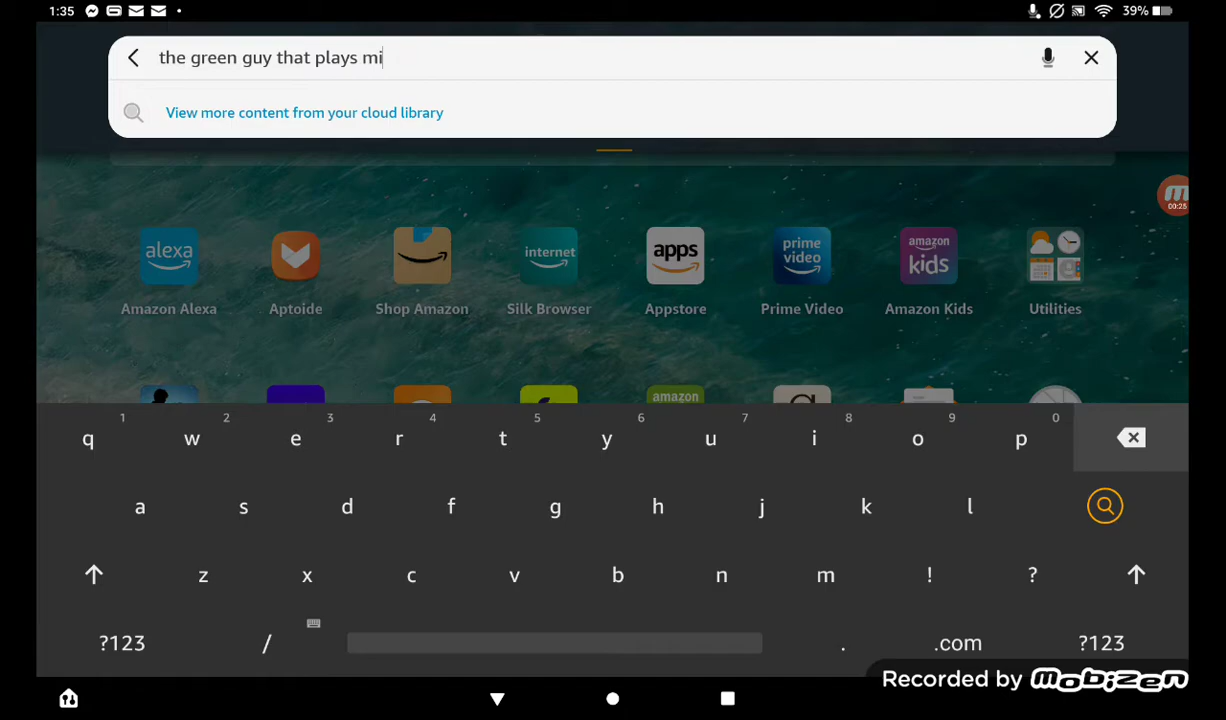 1:35
39%
the green guy that plays mi
View more content from your cloud library
00:25
alexa
internet
apps
prime video
amazon kids
Amazon Alexa Aptoide Shop Amazon Silk Browser Appstore Prime Video Amazon Kids Utilities
amazon
1 2 3 4 5 6 7 8 9 0
q w e r t y u i o p
a s d f g h j k l
z x c v b n m ! ?
?123 / . .com ?123
Recorded by mobizen